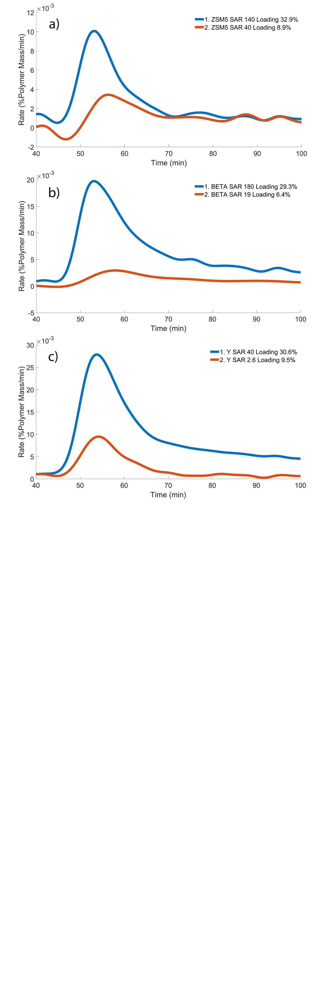 ×10-3
12
a)
1. ZSM5 SAR 140 Loading 32.9%
2. ZSM5 SAR 40 Loading 8.9%
10
8
6
4
2
0
-2
Rate (%Polymer Mass/min)
40 50 60 70 80 90 100
Time (min)
×10-3
20
b)
1. BETA SAR 180 Loading 29.3%
2. BETA SAR 19 Loading 6.4%
15
10
5
0
-5
Rate (%Polymer Mass/min)
40 50 60 70 80 90 100
Time (min)
×10-3
30
c)
1. Y SAR 40 Loading 30.6%
2. Y SAR 2.6 Loading 9.5%
25
20
15
10
5
0
Rate (%Polymer Mass/min)
40 50 60 70 80 90 100
Time (min)